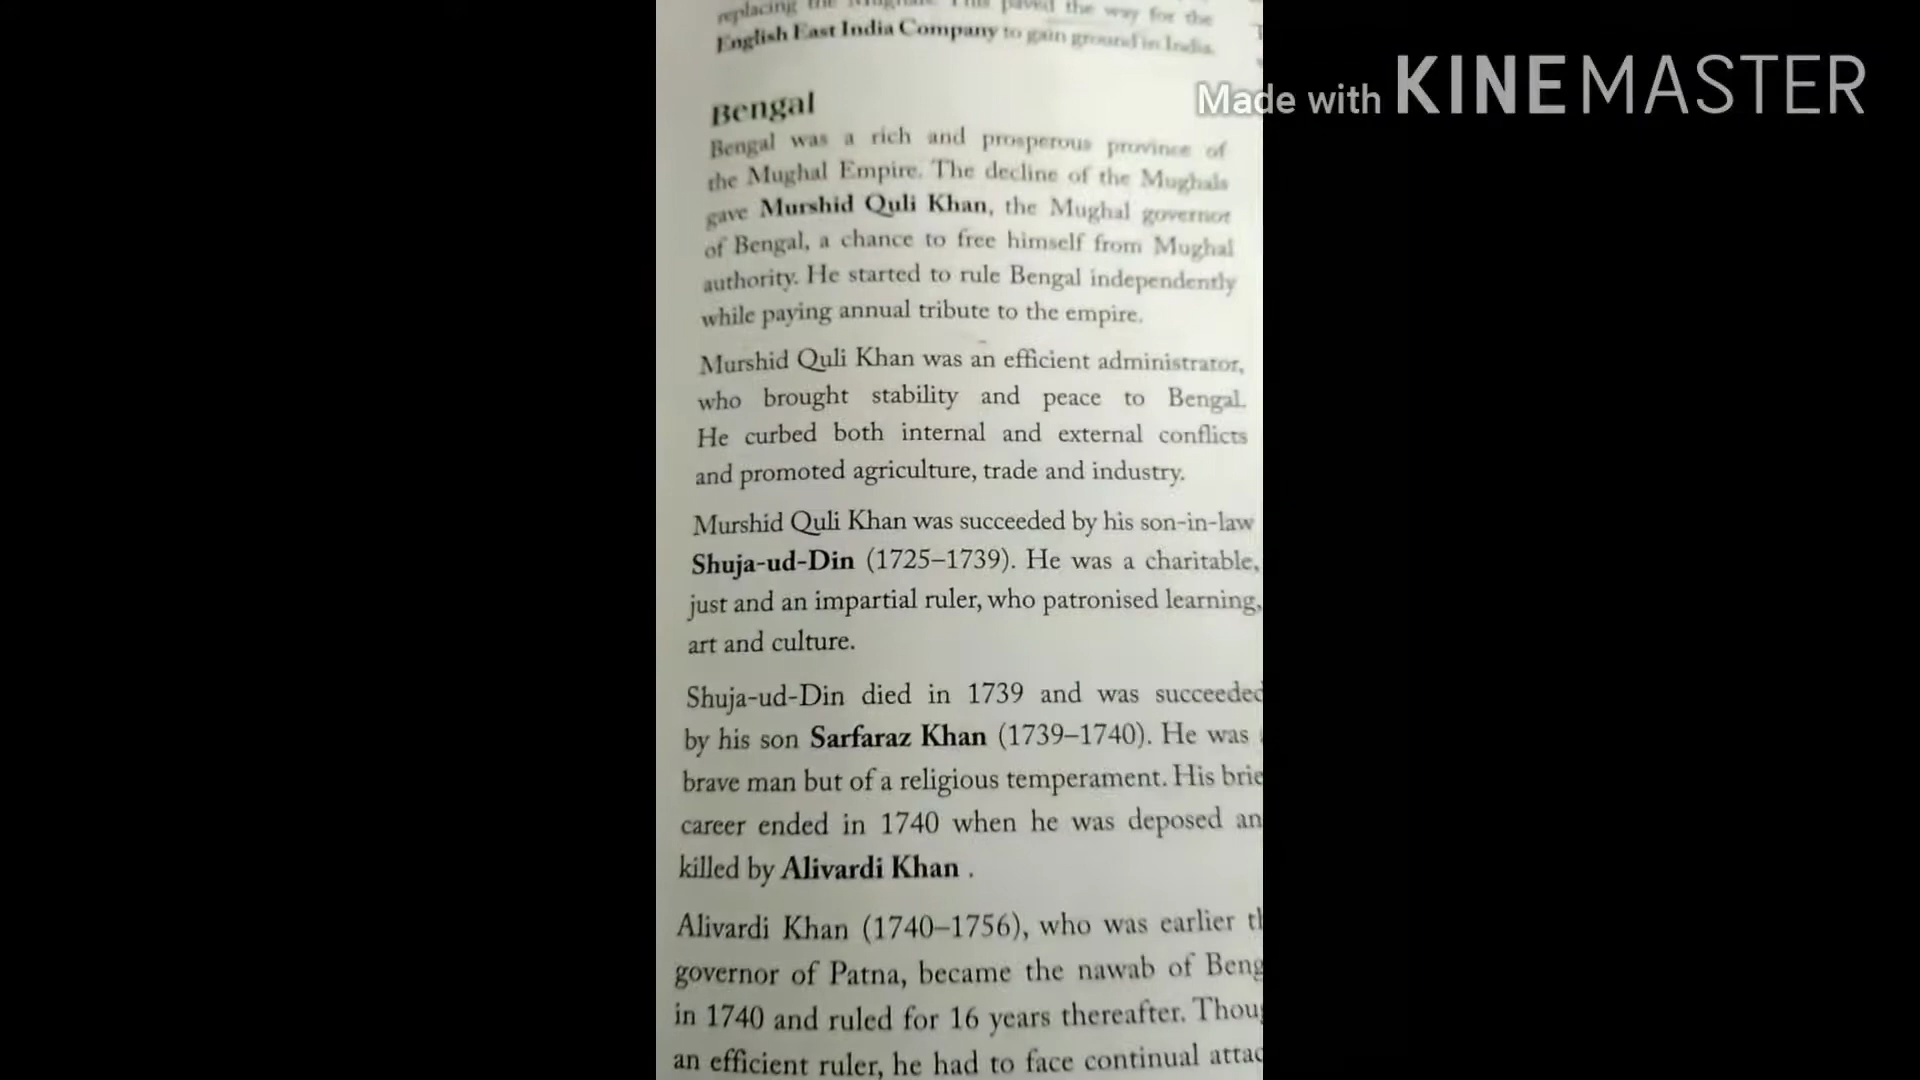 replacing the Mughals. This paved the way for the
English East India Company to gain ground in India.
Made with KINEMASTER
Bengal
Bengal was a rich and prosperous province of
the Mughal Empire. The decline of the Mughals
gave Murshid Quli Khan, the Mughal governor
of Bengal, a chance to free himself from Mughal
authority. He started to rule Bengal independently
while paying annual tribute to the empire.
Murshid Quli Khan was an efficient administrator,
who brought stability and peace to Bengal.
He curbed both internal and external conflicts
and promoted agriculture, trade and industry.
Murshid Quli Khan was succeeded by his son-in-law
Shuja-ud-Din (1725–1739). He was a charitable,
just and an impartial ruler, who patronised learning,
art and culture.
Shuja-ud-Din died in 1739 and was succeeded
by his son Sarfaraz Khan (1739–1740). He was
brave man but of a religious temperament. His brie
career ended in 1740 when he was deposed an
killed by Alivardi Khan .
Alivardi Khan (1740–1756), who was earlier th
governor of Patna, became the nawab of Beng
in 1740 and ruled for 16 years thereafter. Thoug
an efficient ruler, he had to face continual attac